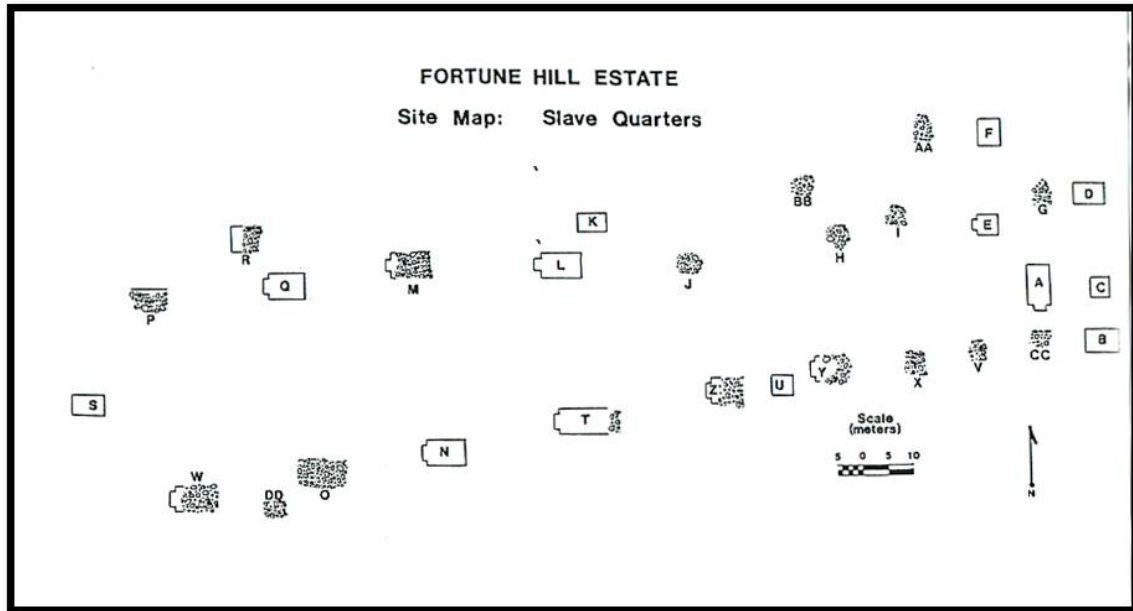 FORTUNE HILL ESTATE
Site Map: Slave Quarters
AA
F
BB
G
D
K
I
E
R
H
L
M
J
Q
A
C
P
B
CC
V
Y
X
Z
U
S
T
Scale
(meters)
N
5 0 5 10
W
DD
O
N